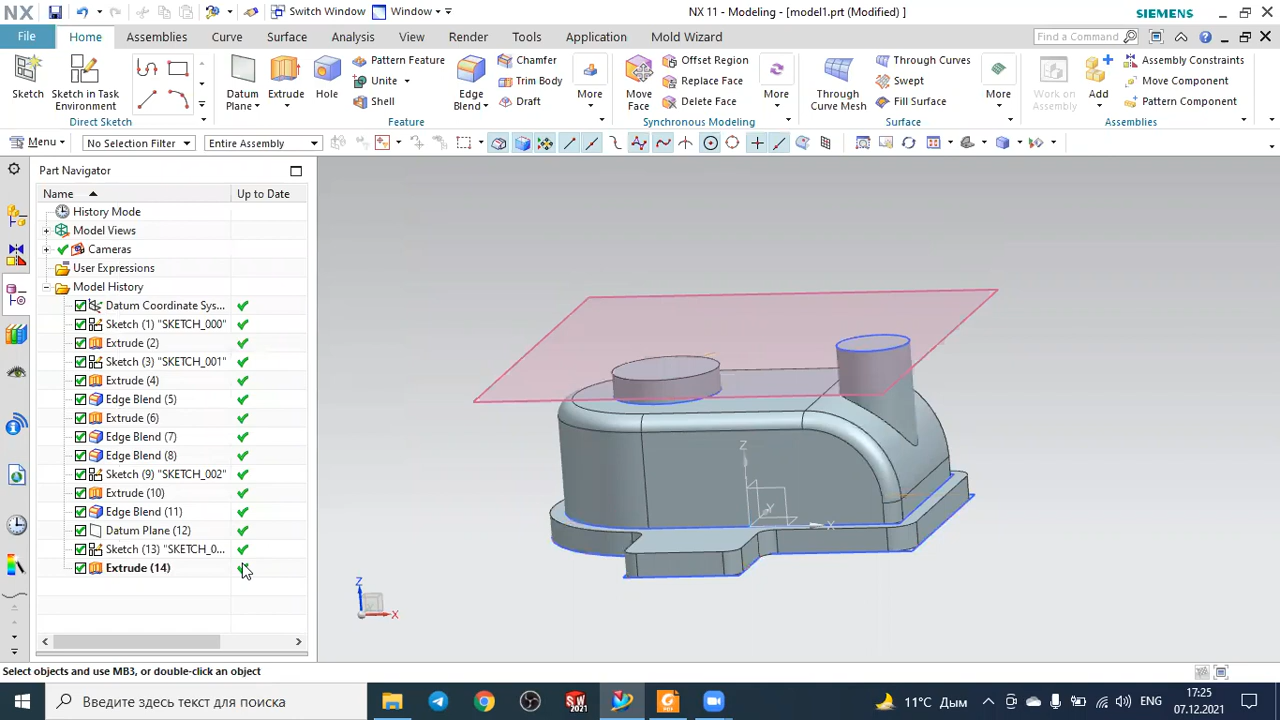 NX
Switch Window
Window
NX 11 - Modeling - [model1.prt (Modified) ]
SIEMENS
File
Home
Assemblies
Curve
Surface
Analysis
View
Render
Tools
Application
Mold Wizard
Find a Command
Sketch
Sketch in Task Environment
Direct Sketch
Datum Plane
Extrude
Hole
Pattern Feature
Unite
Shell
Edge Blend
Chamfer
Trim Body
Draft
More
Feature
Move Face
Offset Region
Replace Face
Delete Face
More
Synchronous Modeling
Through Curve Mesh
Through Curves
Swept
Fill Surface
More
Surface
Work on Assembly
Add
Assembly Constraints
Move Component
Pattern Component
Assemblies
Menu
No Selection Filter
Entire Assembly
Part Navigator
Name
Up to Date
History Mode
Model Views
Cameras
User Expressions
Model History
Datum Coordinate Sys...
Sketch (1) "SKETCH_000"
Extrude (2)
Sketch (3) "SKETCH_001"
Extrude (4)
Edge Blend (5)
Extrude (6)
Edge Blend (7)
Edge Blend (8)
Sketch (9) "SKETCH_002"
Extrude (10)
Edge Blend (11)
Datum Plane (12)
Sketch (13) "SKETCH_0...
Extrude (14)
Z
Y
X
Z
X
Select objects and use MB3, or double-click an object
Введите здесь текст для поиска
SW
2021
11°C Дым
ENG
17:25
07.12.2021